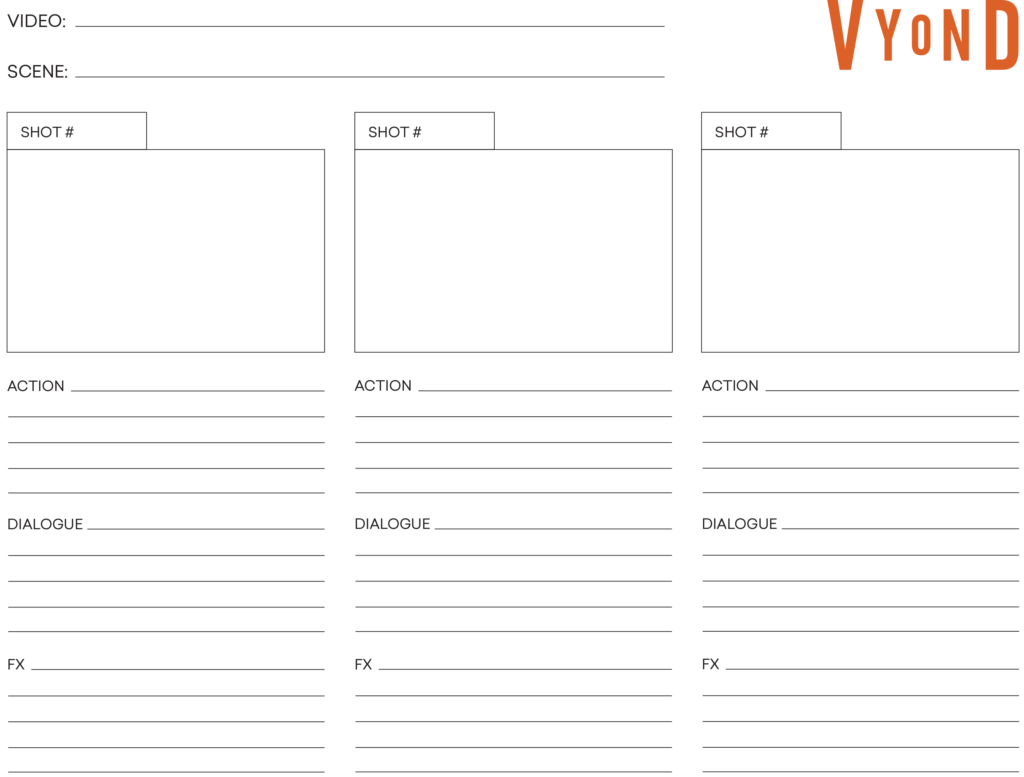 VIDEO:
VYOND
SCENE:
SHOT # SHOT # SHOT #
ACTION ACTION ACTION
DIALOGUE DIALOGUE DIALOGUE
FX FX FX